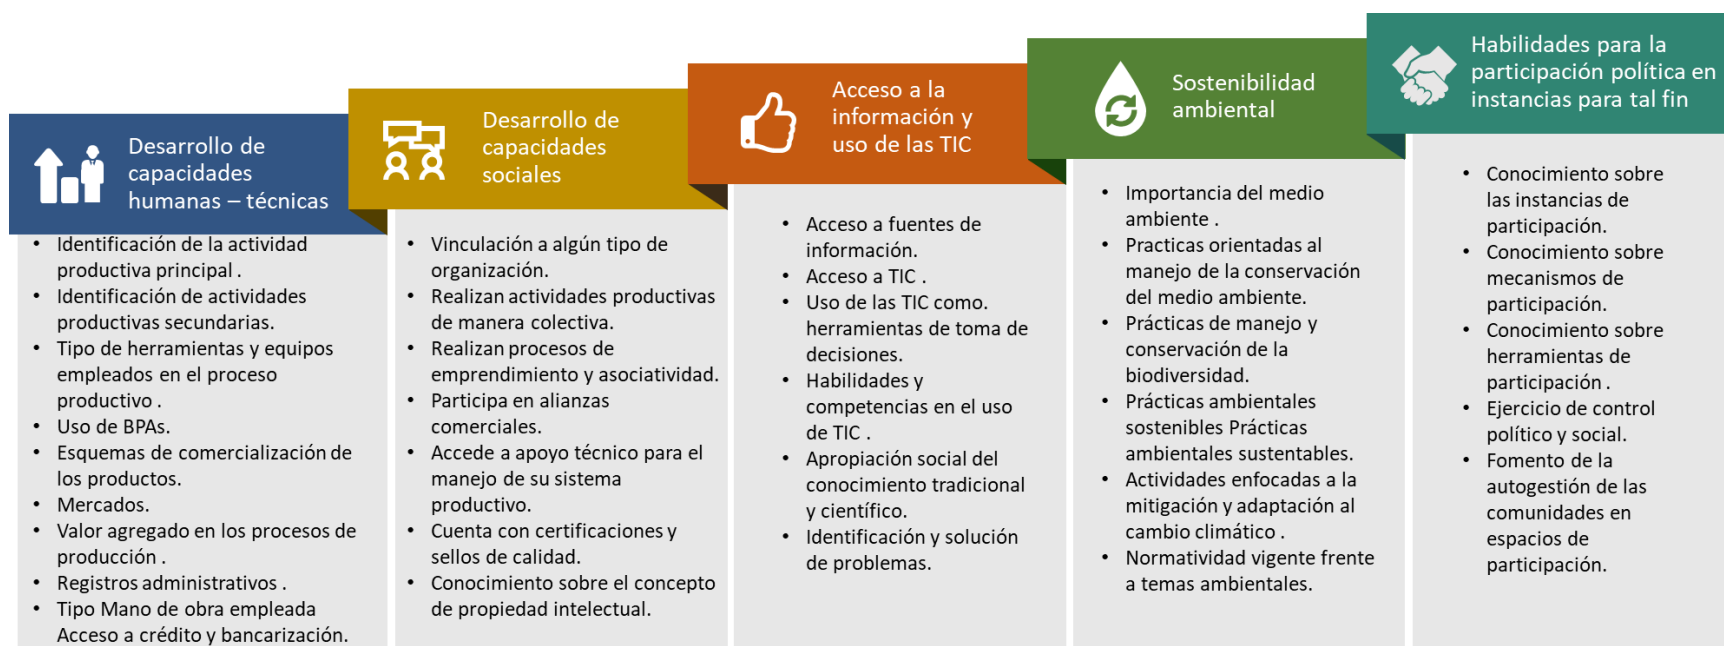 Desarrollo de
capacidades
humanas – técnicas
• Identificación de la actividad
productiva principal .
• Identificación de actividades
productivas secundarias.
• Tipo de herramientas y equipos
empleados en el proceso
productivo .
• Uso de BPAs.
• Esquemas de comercialización de
los productos.
• Mercados.
• Valor agregado en los procesos de
producción .
• Registros administrativos .
• Tipo Mano de obra empleada
Acceso a crédito y bancarización.
Desarrollo de
capacidades
sociales
• Vinculación a algún tipo de
organización.
• Realizan actividades productivas
de manera colectiva.
• Realizan procesos de
emprendimiento y asociatividad.
• Participa en alianzas
comerciales.
• Accede a apoyo técnico para el
manejo de su sistema
productivo.
• Cuenta con certificaciones y
sellos de calidad.
• Conocimiento sobre el concepto
de propiedad intelectual.
Acceso a la
información y
uso de las TIC
• Acceso a fuentes de
información.
• Acceso a TIC .
• Uso de las TIC como.
herramientas de toma de
decisiones.
• Habilidades y
competencias en el uso
de TIC .
• Apropiación social del
conocimiento tradicional
y científico.
• Identificación y solución
de problemas.
Sostenibilidad
ambiental
• Importancia del medio
ambiente .
• Practicas orientadas al
manejo de la conservación
del medio ambiente.
• Prácticas de manejo y
conservación de la
biodiversidad.
• Prácticas ambientales
sostenibles Prácticas
ambientales sustentables.
• Actividades enfocadas a la
mitigación y adaptación al
cambio climático .
• Normatividad vigente frente
a temas ambientales.
Habilidades para la
participación política en
instancias para tal fin
• Conocimiento sobre
las instancias de
participación.
• Conocimiento sobre
mecanismos de
participación.
• Conocimiento sobre
herramientas de
participación .
• Ejercicio de control
político y social.
• Fomento de la
autogestión de las
comunidades en
espacios de
participación.